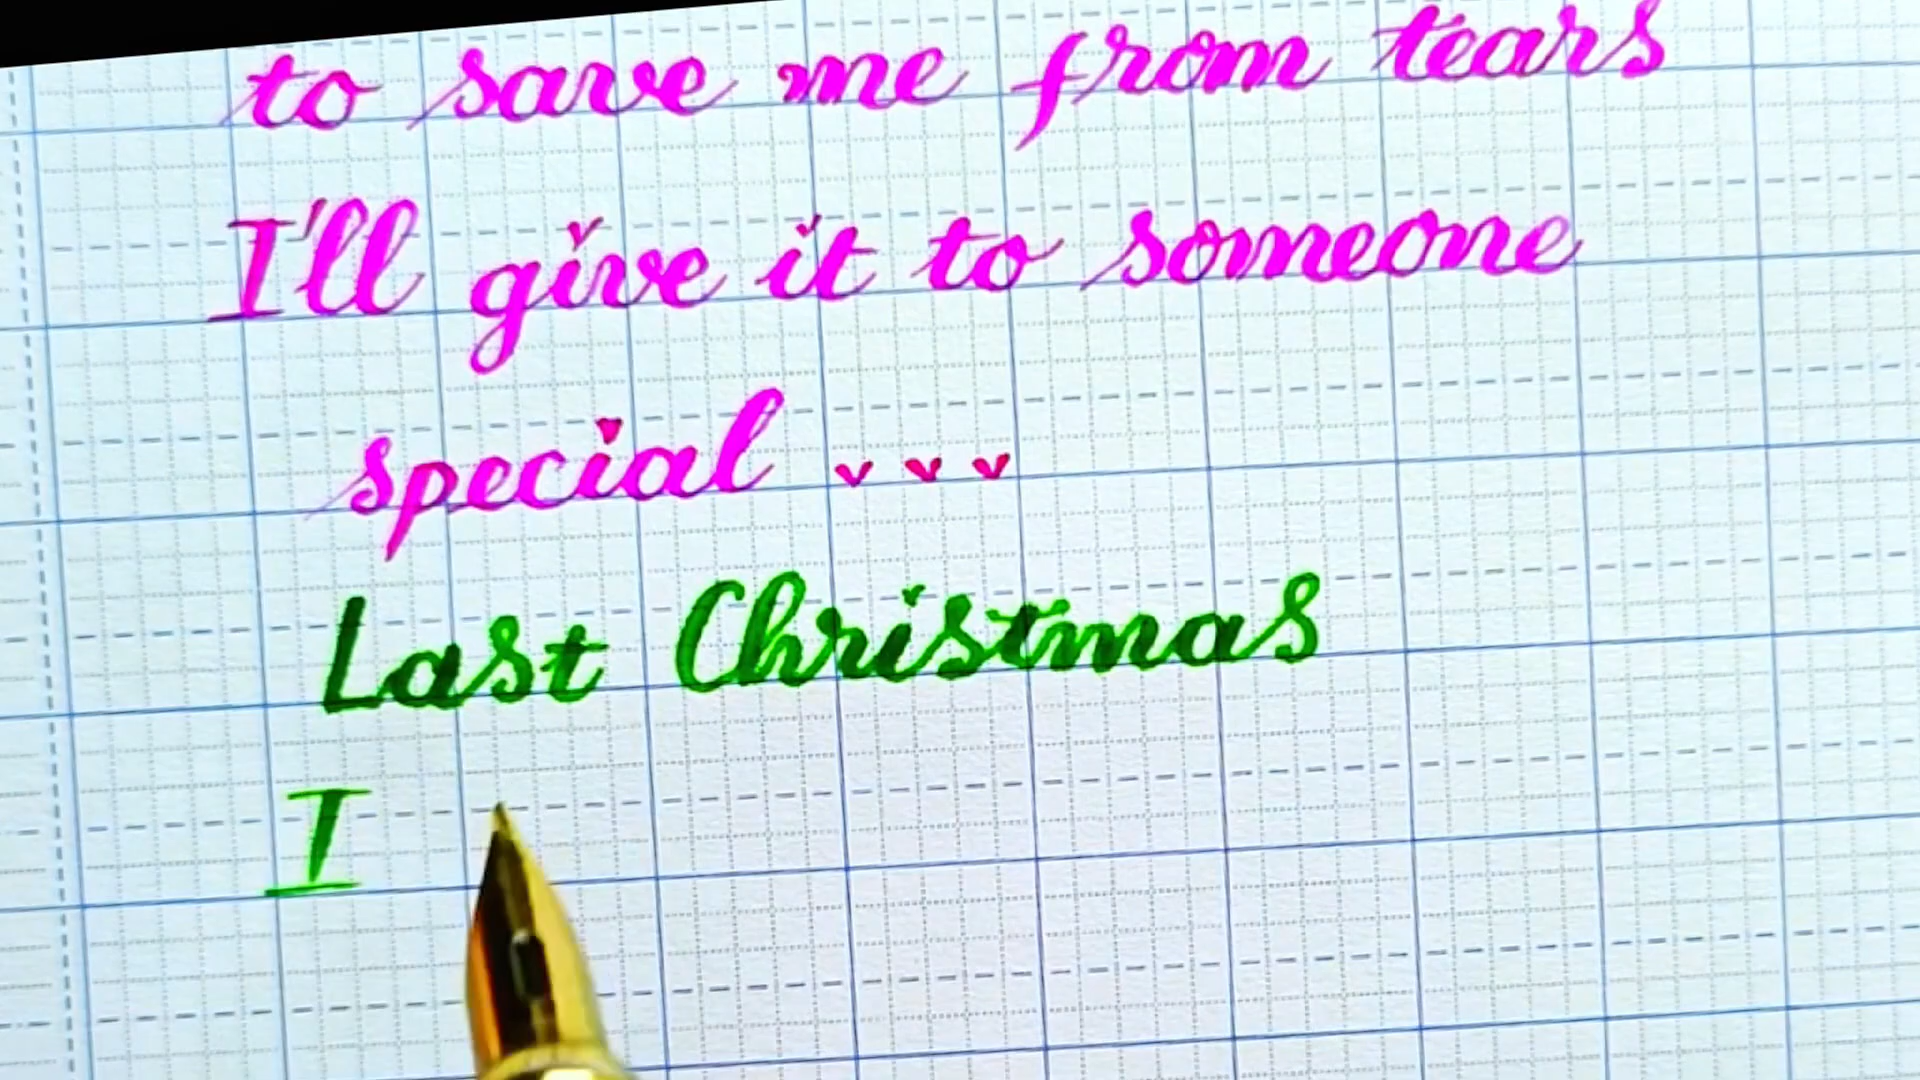 to save me from tears
I'll give it to someone
special ...
Last Christmas
I